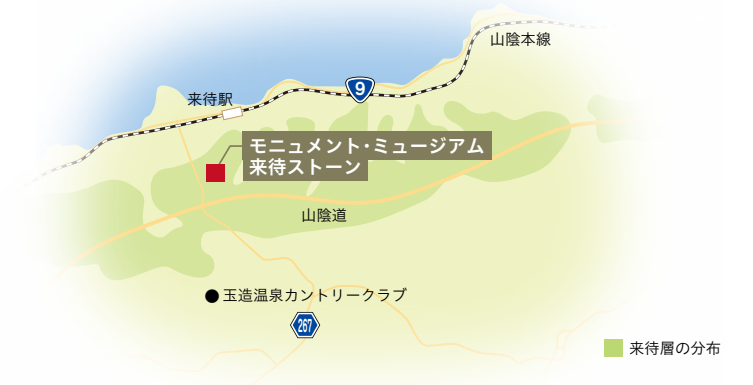 山陰本線
9
来待駅
モニュメント･ミュージアム
来待ストーン
山陰道
玉造温泉カントリークラブ
267
来待層の分布